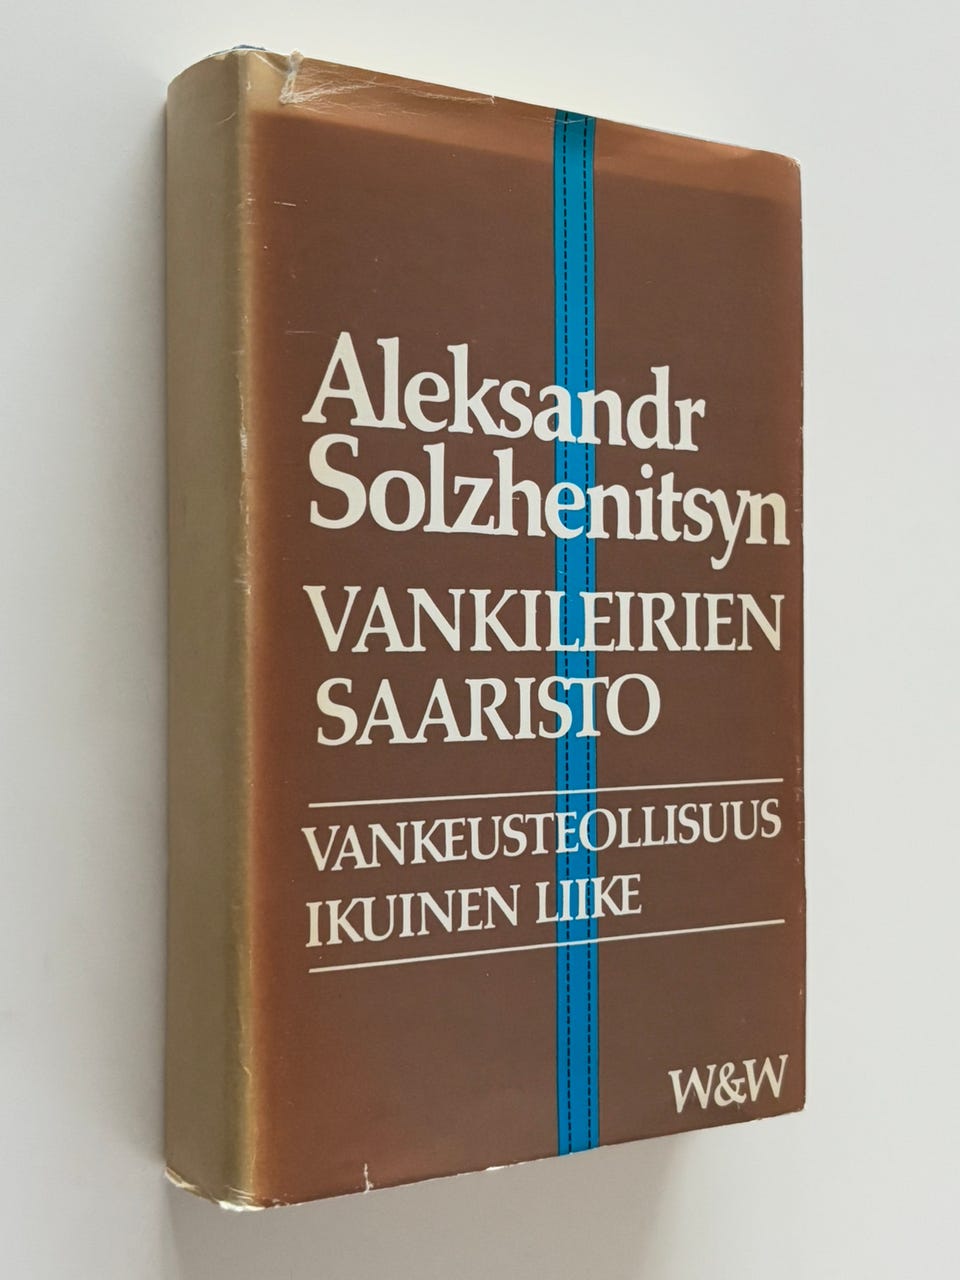 Aleksandr
Solzhenitsyn
VANKILEIRIEN
SAARISTO
VANKEUSTEOLLISUUS
IKUINEN LIIKE
W&W